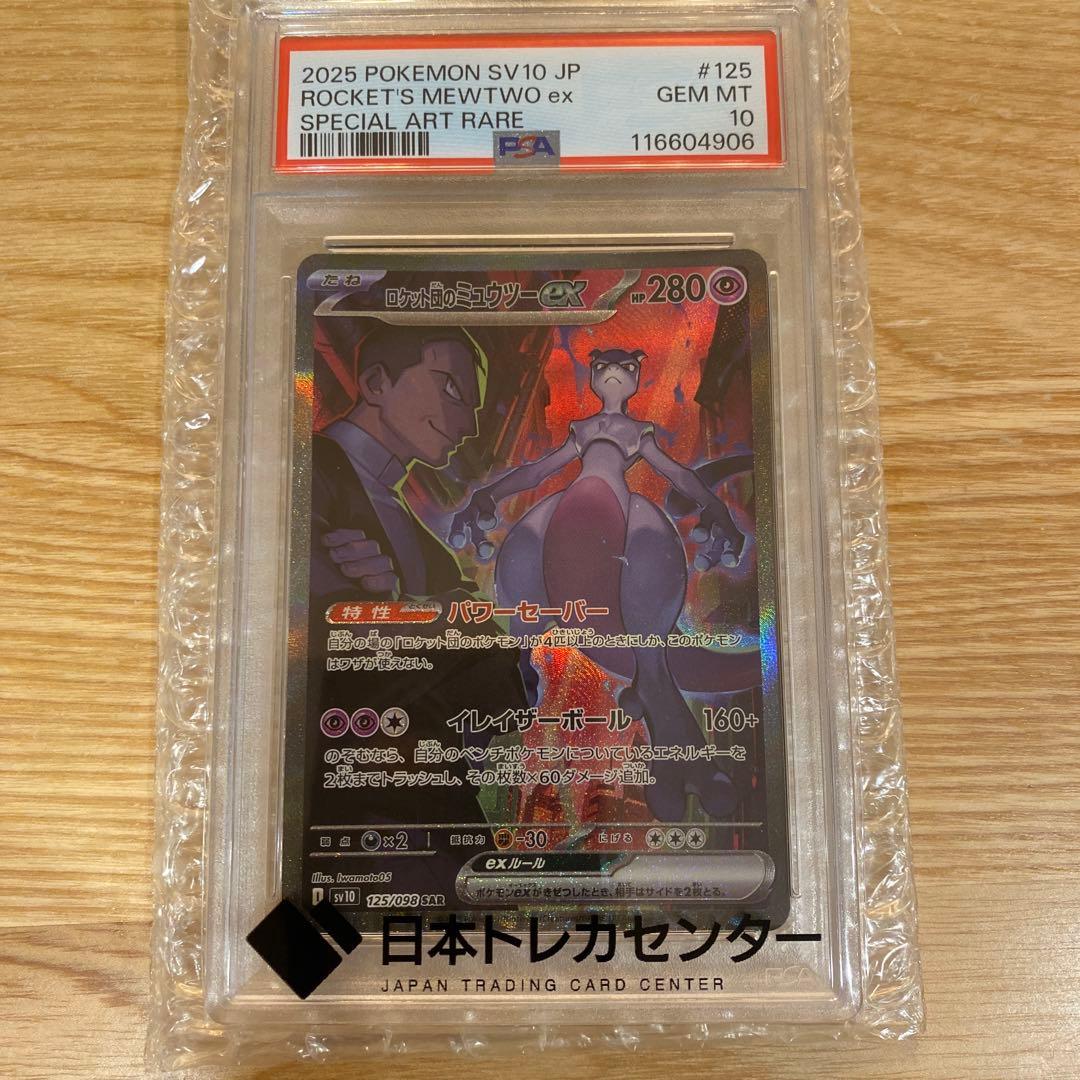 2025 POKEMON SV10 JP #125
ROCKET'S MEWTWO ex GEM MT
SPECIAL ART RARE 10
PSA 116604906
たね ロケット団のミュウツーex HP280
特性 パワーセーバー
自分の場の「ロケット団のポケモン」が4匹以上のときにしか、このポケモン
はワザが使えない。
イレイザーボール 160+
のぞむなら、自分のベンチポケモンについているエネルギーを
2枚までトラッシュし、その枚数×60ダメージ追加。
弱点 ×2 抵抗力 -30 にげる
exルール
ポケモンexがきぜつしたとき、相手はサイドを2枚とる。
Illus. Iwamoto05
I sv10 125/098 SAR
日本トレカセンター
JAPAN TRADING CARD CENTER
PSA